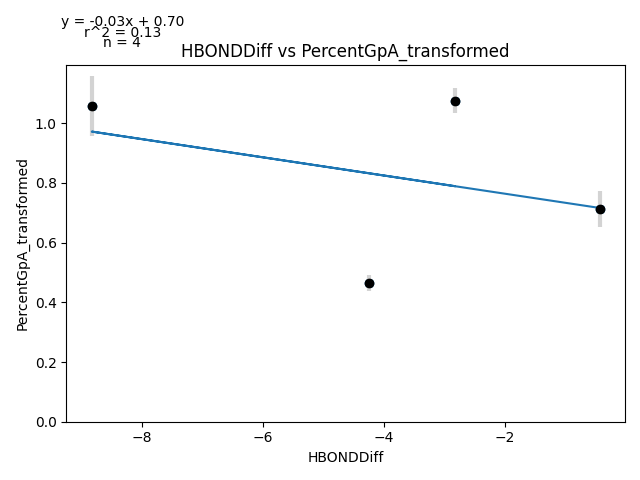 y = -0.03x + 0.70
r^2 = 0.13
n = 4
HBONDDiff vs PercentGpA_transformed
PercentGpA_transformed
1.0
0.8
0.6
0.4
0.2
0.0
−8
−6
−4
−2
HBONDDiff